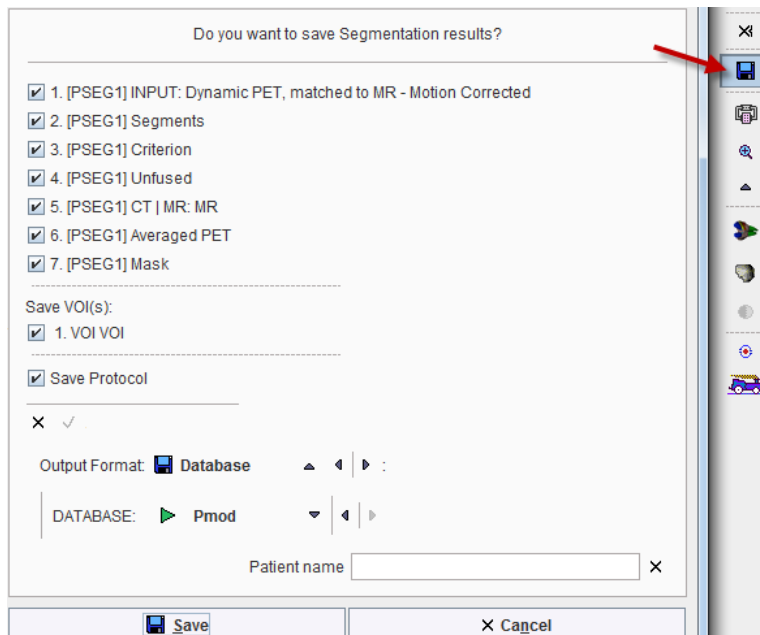 Do you want to save Segmentation results?
1. [PSEG1] INPUT: Dynamic PET, matched to MR - Motion Corrected
2. [PSEG1] Segments
3. [PSEG1] Criterion
4. [PSEG1] Unfused
5. [PSEG1] CT | MR: MR
6. [PSEG1] Averaged PET
7. [PSEG1] Mask
Save VOI(s):
1. VOI VOI
Save Protocol
Output Format: Database :
DATABASE: Pmod
Patient name
Save Cancel